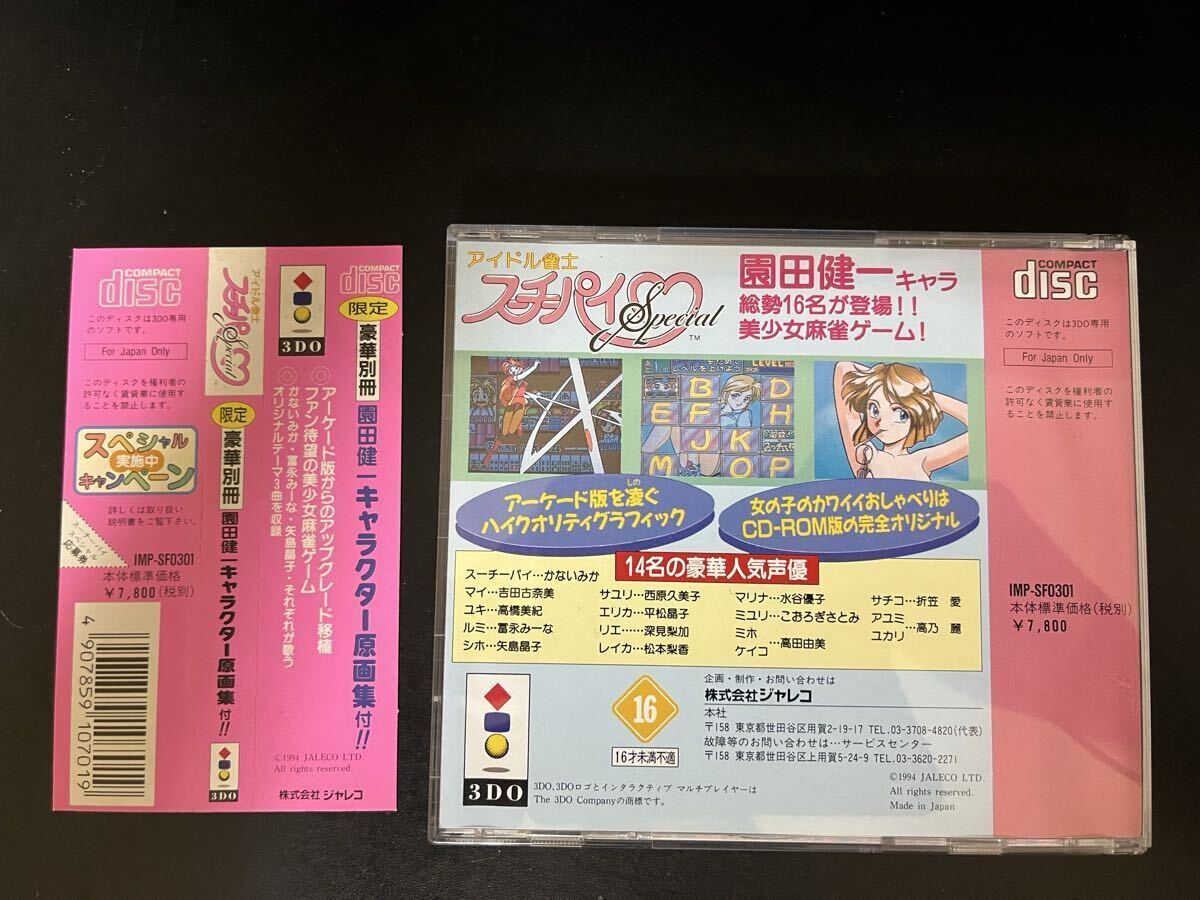 COMPACT
disc
このディスクは3DO専用
のソフトです。
For Japan Only
このディスクを権利者の
許可なく賃貸業に使用す
ることを禁止します。
スペシャル
実施中
キャンペーン
詳しくは取り扱い
説明書をご覧下さい。
スーチーパイ
スペシャル
応募券
IMP-SF0301
本体標準価格
￥7,800(税別)
4 907859 107019
アイドル雀士
スーチーパイ
Special
™
限定
豪華別冊
園田健一キャラクター原画集付!!
3DO
3DO
◎アーケード版からのアップグレード移植
ファン待望の美少女麻雀ゲーム
◎かないみか・冨永みーな・矢島晶子・それぞれが歌う
オリジナルテーマ3曲を収録
©1994 JALECO LTD.
All rights reserved.
株式会社 ジャレコ
COMPACT
disc
限定
豪華別冊
園田健一キャラクター原画集付!!
アイドル雀士
スーチーパイ
Special
™
園田健一キャラ
総勢16名が登場!!
美少女麻雀ゲーム!
レベルを上げよう
LEVEL
B
D
E
F
H
J
K
M
O
P
しの
アーケード版を凌ぐ
ハイクオリティグラフィック
女の子のカワイイおしゃべりは
CD-ROM版の完全オリジナル
14名の豪華人気声優
スーチーパイ…かないみか
マイ…吉田古奈美
ユキ…高橋美紀
ルミ…冨永みーな
シホ…矢島晶子
サユリ…西原久美子
エリカ…平松晶子
リエ……深見梨加
レイカ…松本梨香
マリナ…水谷優子
ミユリ…こおろぎさとみ
ミホ
ケイコ…高田由美
サチコ…折笠 愛
アユミ
ユカリ…高乃 麗
3DO
16
16才未満不適
企画・制作・お問い合わせは
株式会社ジャレコ
本社
〒158 東京都世田谷区用賀2-19-17 TEL.03-3708-4820(代表)
故障等のお問い合わせは…サービスセンター
〒158 東京都世田谷区上用賀5-24-9 TEL.03-3620-2271
3DO,3DOロゴとインタラクティブ マルチプレイヤーは
The 3DO Companyの商標です。
©1994 JALECO LTD.
All rights reserved.
Made in Japan
COMPACT
disc
このディスクは3DO専用
のソフトです。
For Japan Only
このディスクを権利者の
許可なく賃貸業に使用す
ることを禁止します。
IMP-SF0301
本体標準価格(税別)
￥7,800